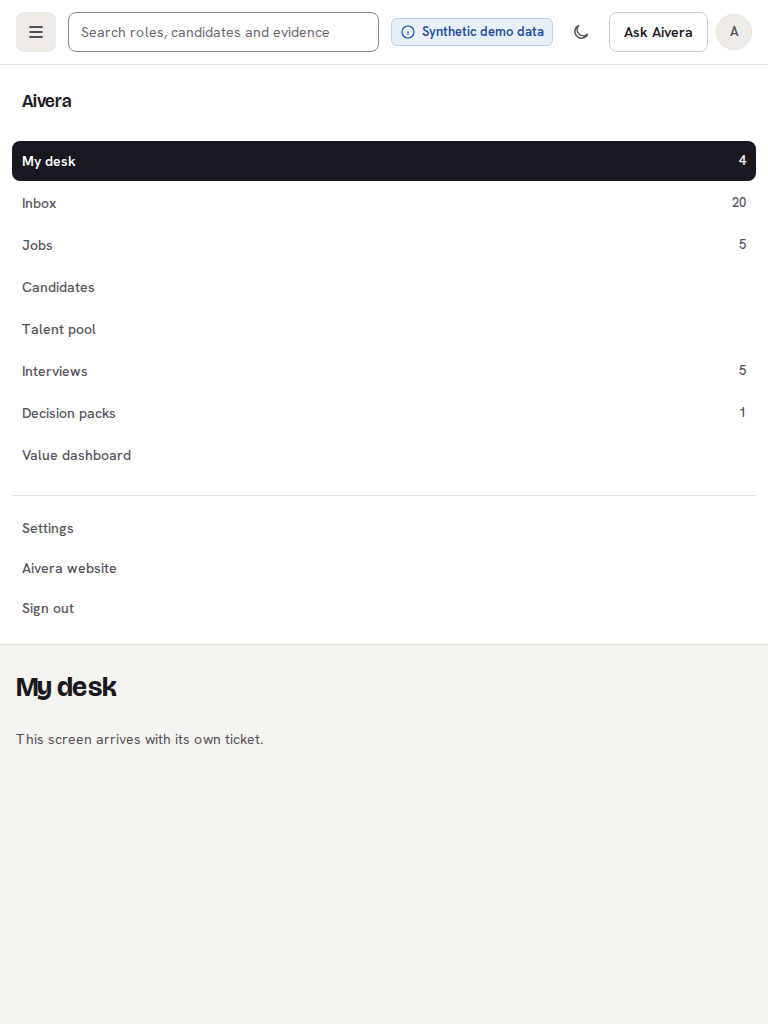 Search roles, candidates and evidence
Synthetic demo data
Ask Aivera
A
Aivera
My desk 4
Inbox 20
Jobs 5
Candidates
Talent pool
Interviews 5
Decision packs 1
Value dashboard
Settings
Aivera website
Sign out
My desk
This screen arrives with its own ticket.